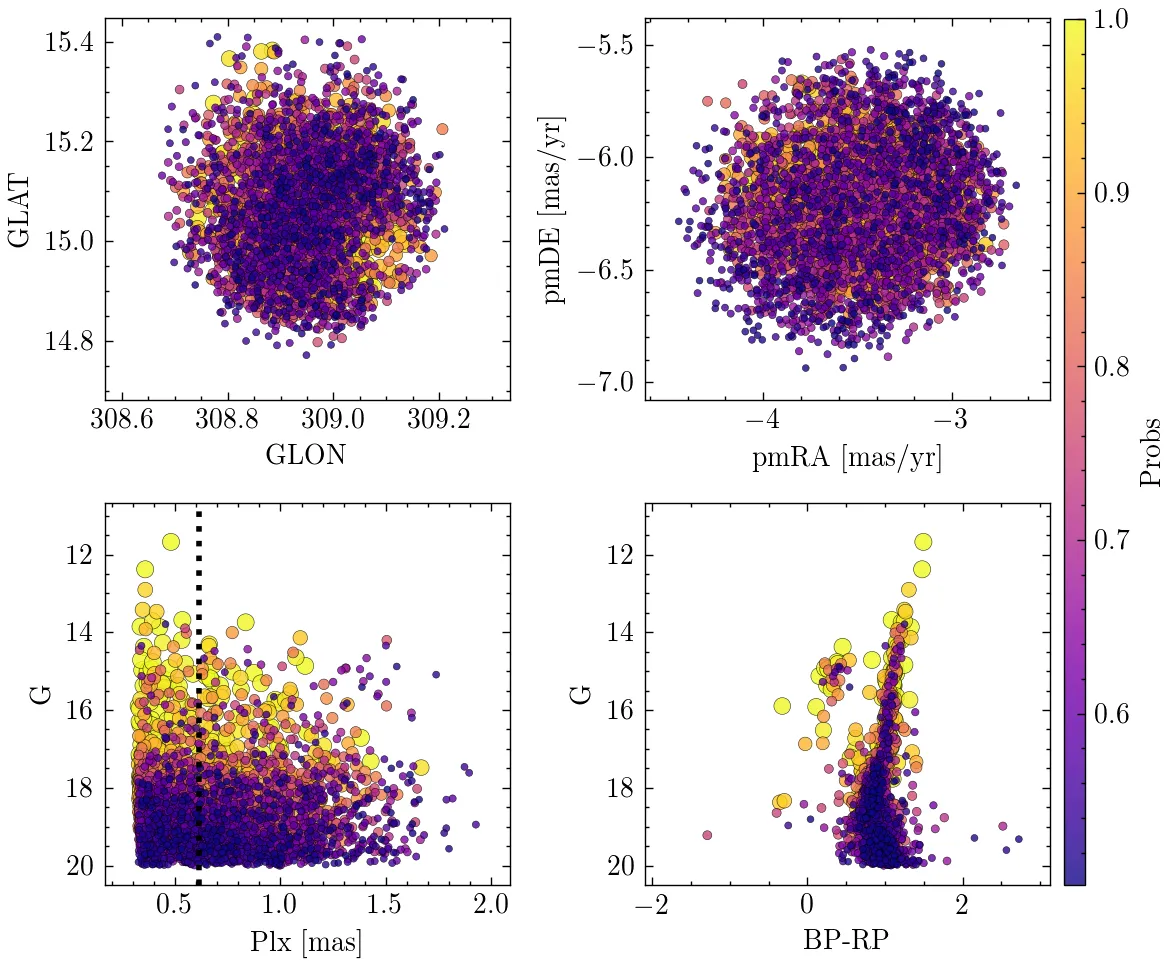 15.4
15.2
15.0
14.8
GLAT
308.6 308.8 309.0 309.2
GLON
−5.5
−6.0
−6.5
−7.0
pmDE [mas/yr]
−4 −3
pmRA [mas/yr]
12
14
16
18
20
G
0.5 1.0 1.5 2.0
Plx [mas]
12
14
16
18
20
G
−2 0 2
BP-RP
1.0
0.9
0.8
0.7
0.6
Probs